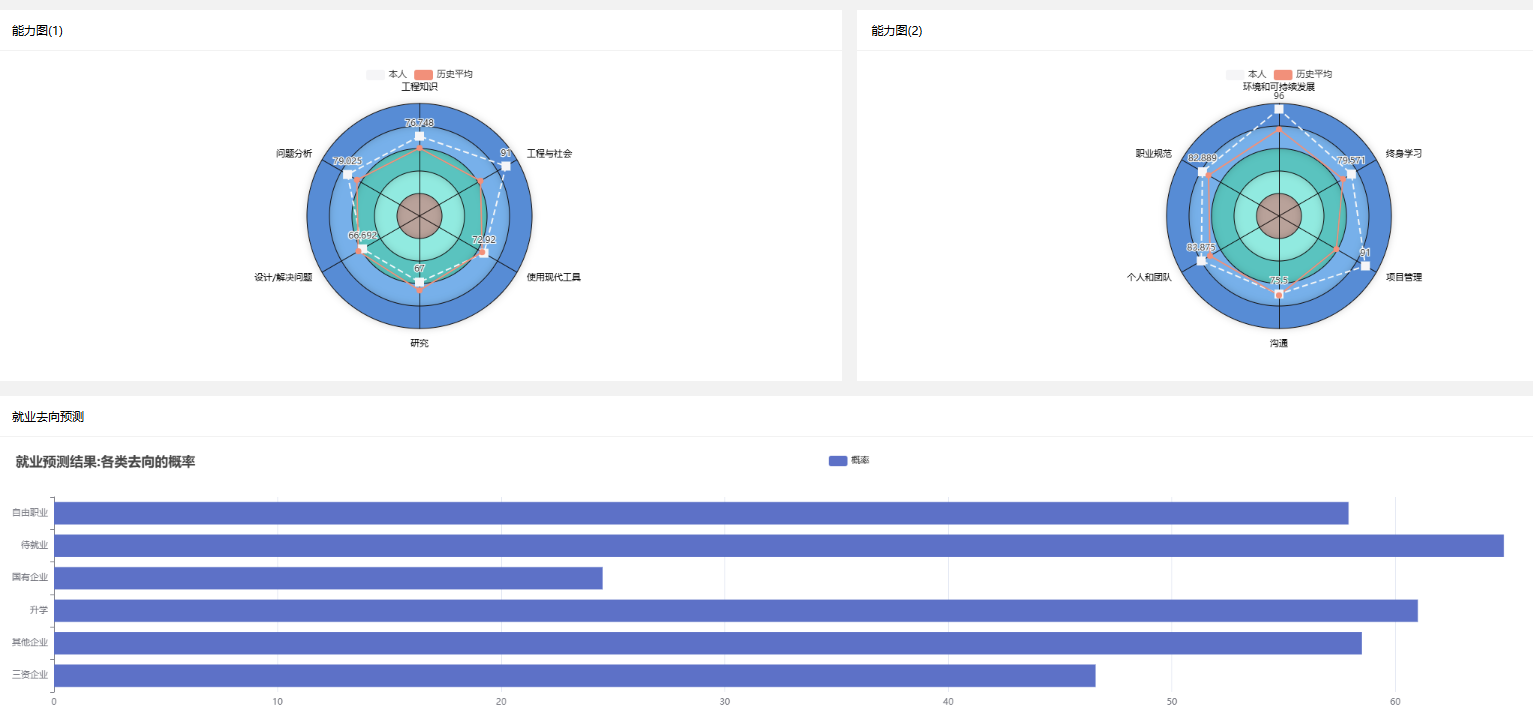 能力图(1)
本人 历史平均
工程知识
76.748
问题分析
79.025
91
工程与社会
66.692
72.92
设计/解决问题
67
使用现代工具
研究
能力图(2)
本人 历史平均
环境和可持续发展
96
职业规范
82.889
79.571
终身学习
83.875
91
个人和团队
75.5
项目管理
沟通
就业去向预测
就业预测结果:各类去向的概率
概率
自由职业
待就业
国有企业
升学
其他企业
三资企业
0 10 20 30 40 50 60